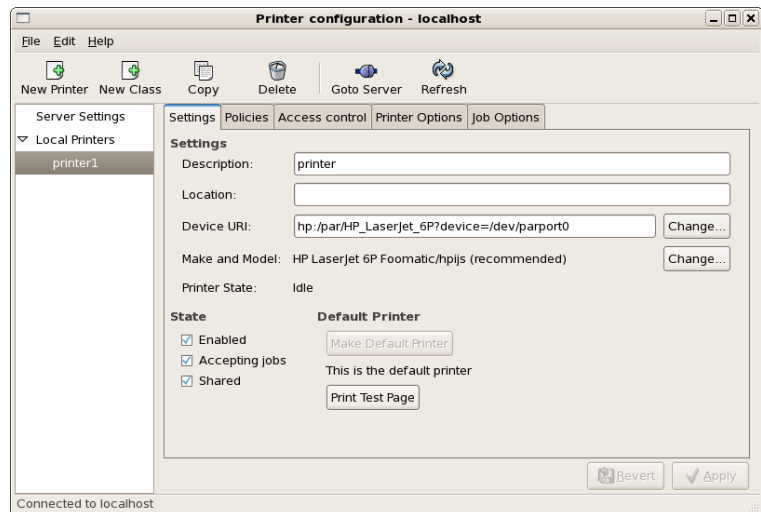 Printer configuration - localhost
File Edit Help
New Printer New Class Copy Delete Goto Server Refresh
Server Settings
Local Printers
printer1
Settings Policies Access control Printer Options Job Options
Settings
Description: printer
Location:
Device URI: hp:/par/HP_LaserJet_6P?device=/dev/parport0 Change...
Make and Model: HP LaserJet 6P Foomatic/hpijs (recommended) Change...
Printer State: Idle
State Default Printer
Enabled Make Default Printer
Accepting jobs This is the default printer
Shared Print Test Page
Revert Apply
Connected to localhost